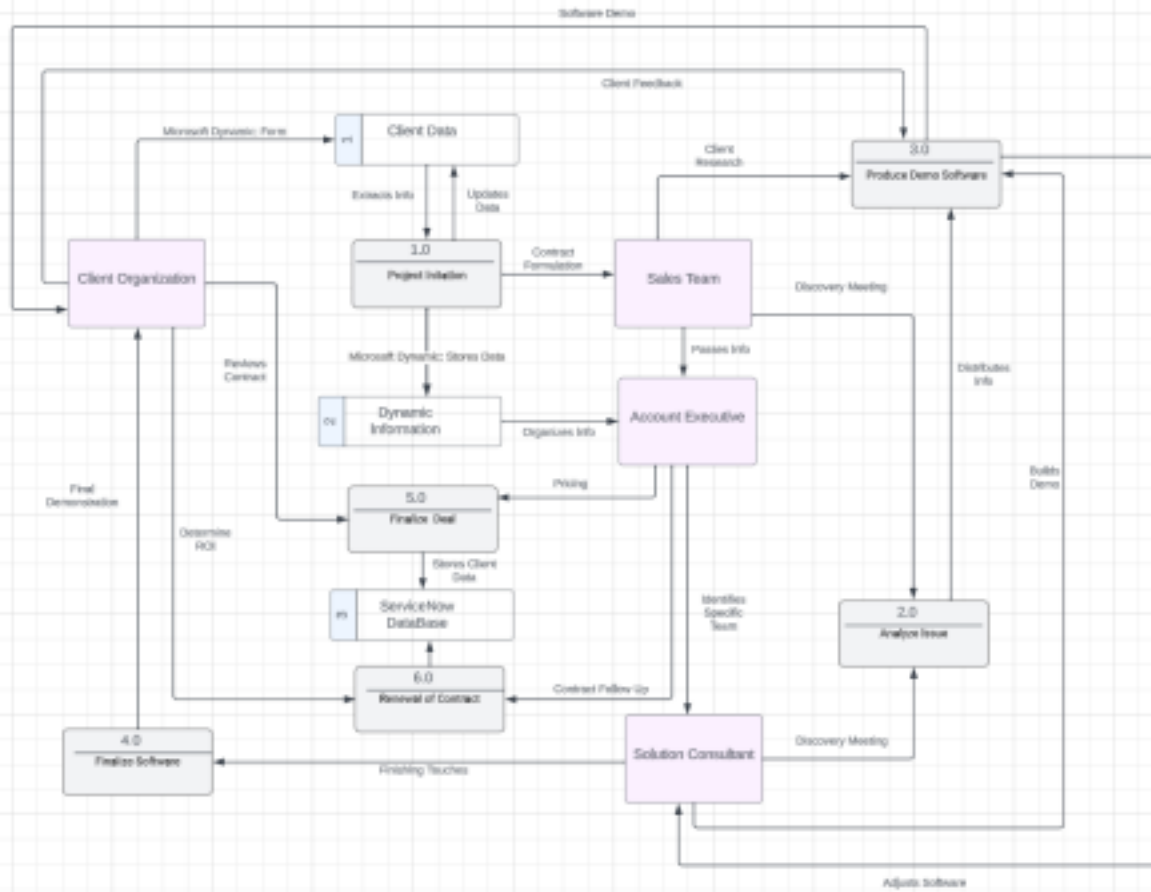 Software Demo
Client Feedback
Microsoft Dynamic: Form
1
Client Data
Client
Research
3.0
Produce Demo Software
Extracts Info
Updates
Data
Client Organization
1.0
Project Initiation
Contract
Formulation
Sales Team
Discovery Meeting
Reviews
Contract
Microsoft Dynamic: Stores Data
Passes Info
Distributes
Info
2
Dynamic
Information
Organizes Info
Account Executive
Final
Demonstration
Determine
ROI
5.0
Finalize Deal
Pricing
Builds
Demo
Stores Client
Data
3
ServiceNow
DataBase
Identifies
Specific
Team
2.0
Analyze Issue
6.0
Renewal of Contract
Contract Follow Up
4.0
Finalize Software
Finishing Touches
Solution Consultant
Discovery Meeting
Adjusts Software